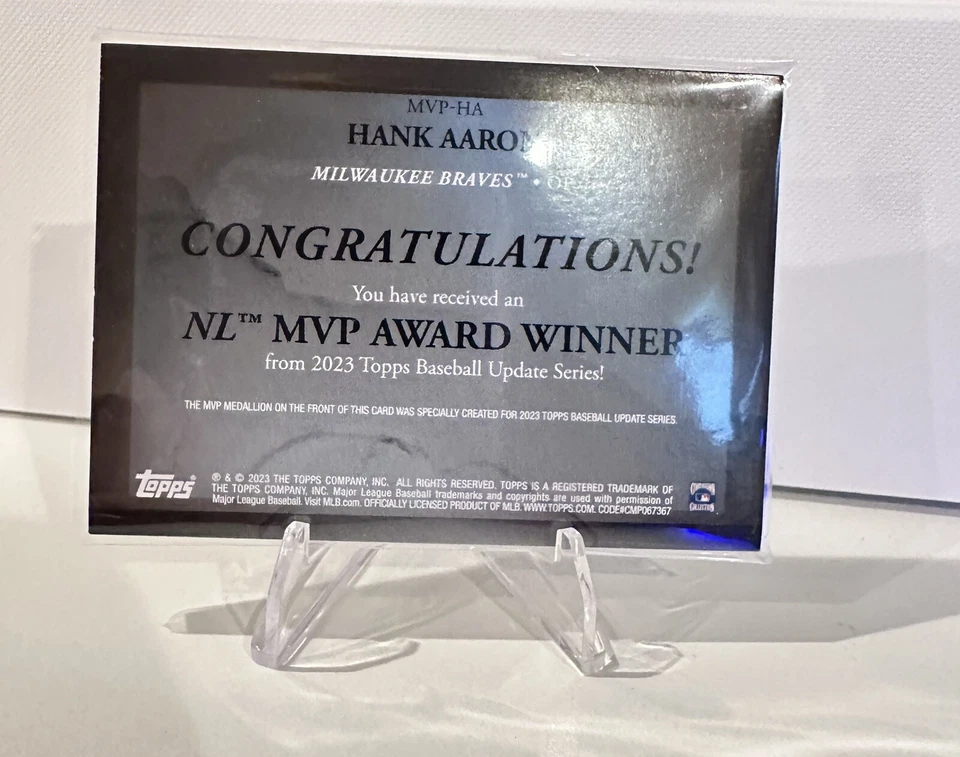 MVP-HA
HANK AARON
MILWAUKEE BRAVES™ • OF
CONGRATULATIONS!
You have received an
NL™ MVP AWARD WINNER
from 2023 Topps Baseball Update Series!
THE MVP MEDALLION ON THE FRONT OF THIS CARD WAS SPECIALLY CREATED FOR 2023 TOPPS BASEBALL UPDATE SERIES.
topps®
® & © 2023 THE TOPPS COMPANY, INC. ALL RIGHTS RESERVED. TOPPS IS A REGISTERED TRADEMARK OF
THE TOPPS COMPANY, INC. Major League Baseball trademarks and copyrights are used with permission of
Major League Baseball. Visit MLB.com. OFFICIALLY LICENSED PRODUCT OF MLB. WWW.TOPPS.COM. CODE#CMP067367